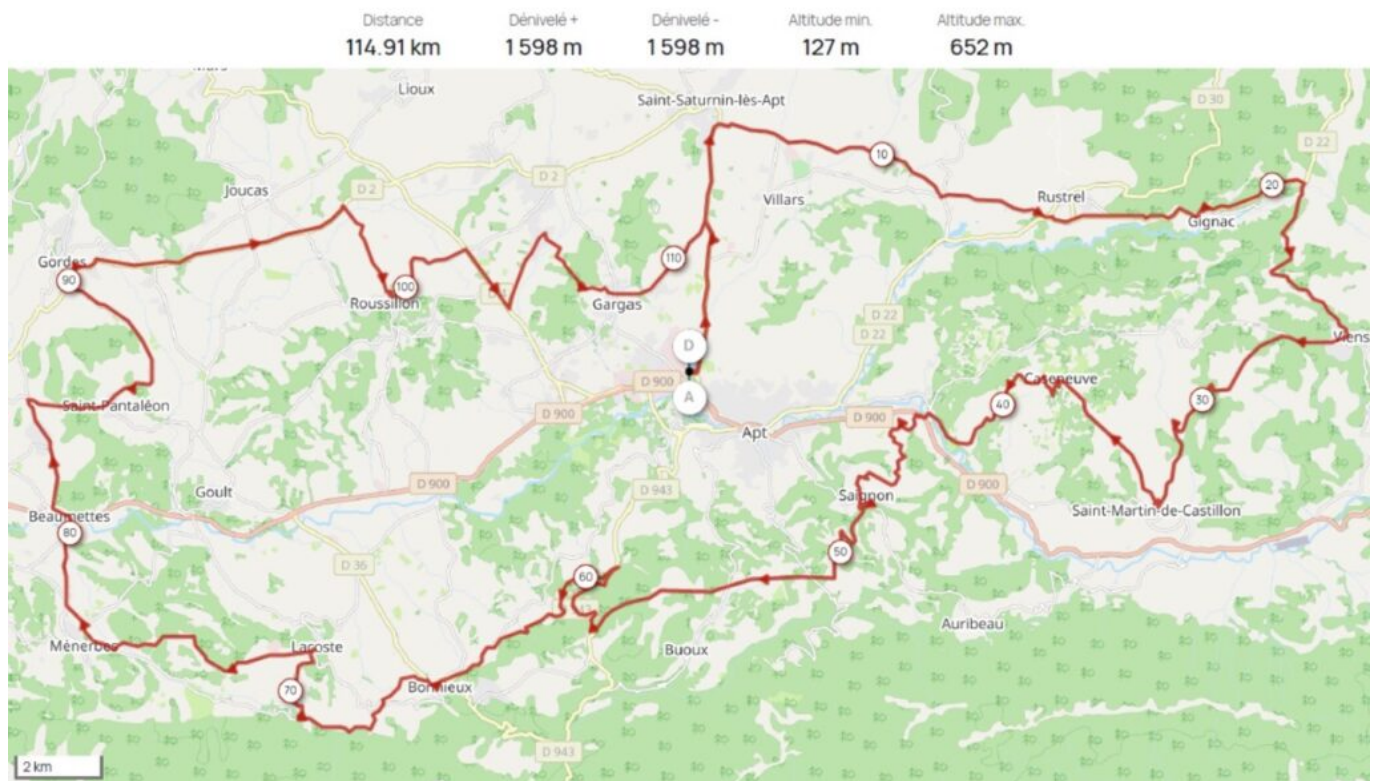 Distance Dénivelé + Dénivelé - Altitude min. Altitude max.
114.91 km 1 598 m 1 598 m 127 m 652 m
Lioux
Saint-Saturnin-lès-Apt
D 30
D 22
10
D 2
D 2
Joucas
Villars
Rustrel
20
Gignac
Gordes
90
110
100
Roussillon
Gargas
D 22
D 22
D
Viens
Caseneuve
D 900
A
40
30
Saint-Pantaléon
D 900
D 900
Apt
D 900
D 943
D 900
Goult
Saignon
Saint-Martin-de-Castillon
Beaumettes
80
50
D 36
60
Auribeau
Ménerbes
Lacoste
Buoux
70
Bonnieux
D 943
2 km